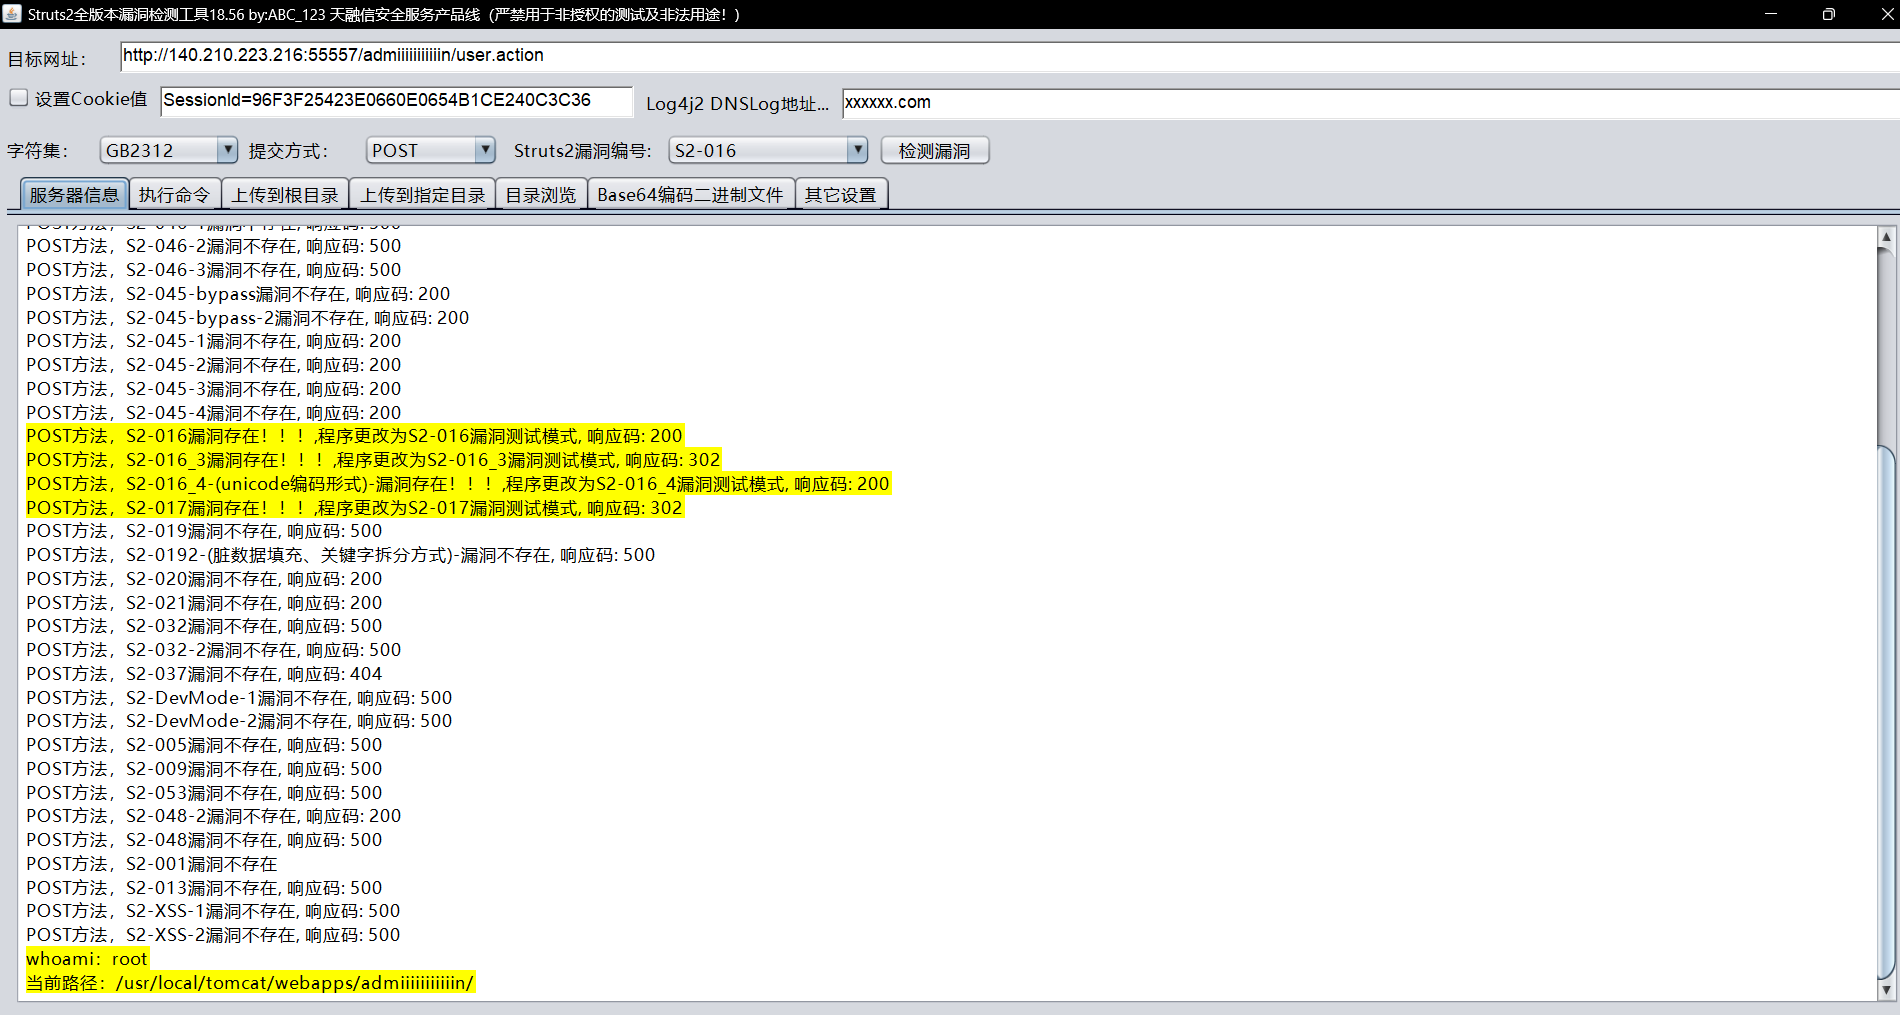 Struts2全版本漏洞检测工具18.56 by:ABC_123 天融信安全服务产品线（严禁用于非授权的测试及非法用途！）
目标网址： http://140.210.223.216:55557/admiiiiiiiiiiin/user.action
设置Cookie值 SessionId=96F3F25423E0660E0654B1CE240C3C36 Log4j2 DNSLog地址... xxxxxx.com
字符集： GB2312 提交方式： POST Struts2漏洞编号: S2-016 检测漏洞
服务器信息 执行命令 上传到根目录 上传到指定目录 目录浏览 Base64编码二进制文件 其它设置
POST方法，S2-046-2漏洞不存在, 响应码: 500
POST方法，S2-046-3漏洞不存在, 响应码: 500
POST方法，S2-045-bypass漏洞不存在, 响应码: 200
POST方法，S2-045-bypass-2漏洞不存在, 响应码: 200
POST方法，S2-045-1漏洞不存在, 响应码: 200
POST方法，S2-045-2漏洞不存在, 响应码: 200
POST方法，S2-045-3漏洞不存在, 响应码: 200
POST方法，S2-045-4漏洞不存在, 响应码: 200
POST方法，S2-016漏洞存在！！！,程序更改为S2-016漏洞测试模式, 响应码: 200
POST方法，S2-016_3漏洞存在！！！,程序更改为S2-016_3漏洞测试模式, 响应码: 302
POST方法，S2-016_4-(unicode编码形式)-漏洞存在！！！,程序更改为S2-016_4漏洞测试模式, 响应码: 200
POST方法，S2-017漏洞存在！！！,程序更改为S2-017漏洞测试模式, 响应码: 302
POST方法，S2-019漏洞不存在, 响应码: 500
POST方法，S2-0192-(脏数据填充、关键字拆分方式)-漏洞不存在, 响应码: 500
POST方法，S2-020漏洞不存在, 响应码: 200
POST方法，S2-021漏洞不存在, 响应码: 200
POST方法，S2-032漏洞不存在, 响应码: 500
POST方法，S2-032-2漏洞不存在, 响应码: 500
POST方法，S2-037漏洞不存在, 响应码: 404
POST方法，S2-DevMode-1漏洞不存在, 响应码: 500
POST方法，S2-DevMode-2漏洞不存在, 响应码: 500
POST方法，S2-005漏洞不存在, 响应码: 500
POST方法，S2-009漏洞不存在, 响应码: 500
POST方法，S2-053漏洞不存在, 响应码: 500
POST方法，S2-048-2漏洞不存在, 响应码: 200
POST方法，S2-048漏洞不存在, 响应码: 500
POST方法，S2-001漏洞不存在
POST方法，S2-013漏洞不存在, 响应码: 500
POST方法，S2-XSS-1漏洞不存在, 响应码: 500
POST方法，S2-XSS-2漏洞不存在, 响应码: 500
whoami：root
当前路径：/usr/local/tomcat/webapps/admiiiiiiiiiiin/